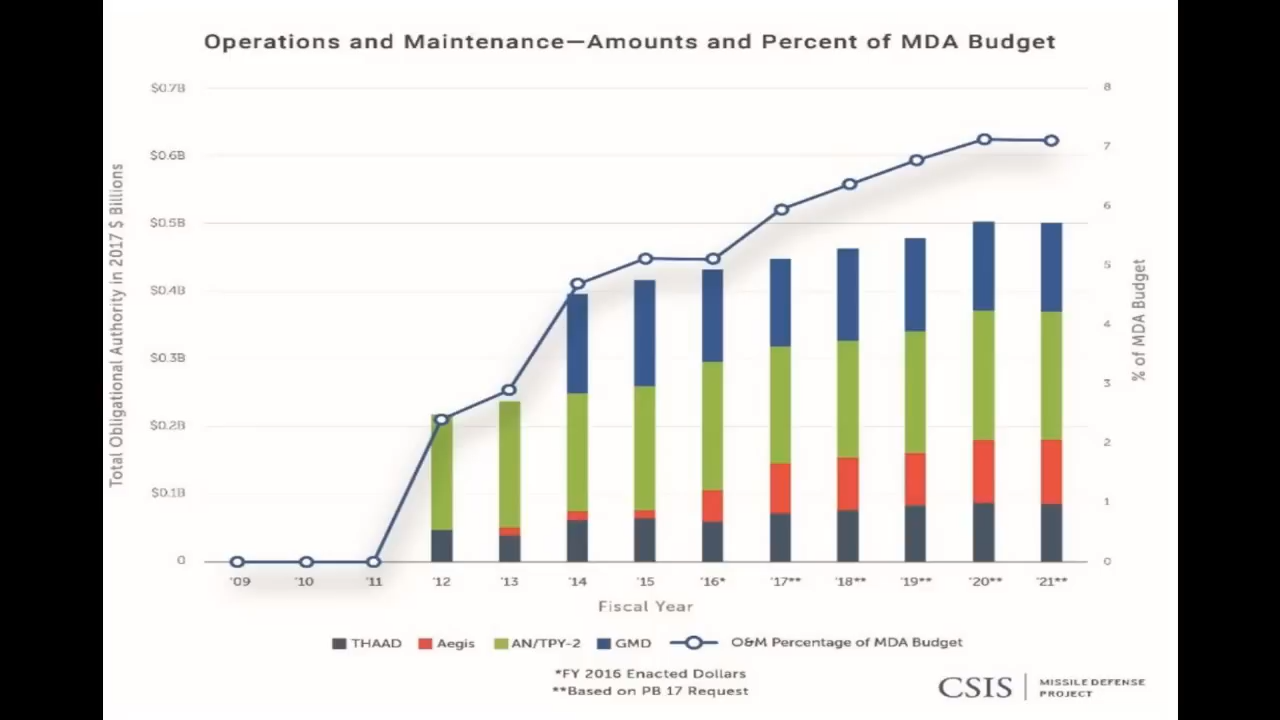 Operations and Maintenance—Amounts and Percent of MDA Budget
$0.7B
$0.6B
$0.5B
$0.4B
$0.3B
$0.2B
$0.1B
0
Total Obligational Authority in 2017 $ Billions
8
7
6
5
4
3
2
1
0
% of MDA Budget
'09 '10 '11 '12 '13 '14 '15 '16* '17** '18** '19** '20** '21**
Fiscal Year
THAAD Aegis AN/TPY-2 GMD O&M Percentage of MDA Budget
*FY 2016 Enacted Dollars
**Based on PB 17 Request
CSIS
MISSILE DEFENSE
PROJECT